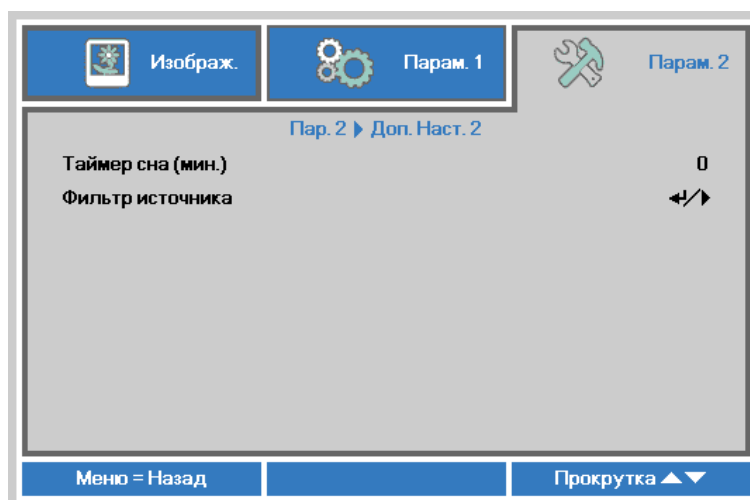 Изображ. Парам. 1 Парам. 2
Пар. 2 Доп. Наст. 2
Таймер сна (мин.) 0
Фильтр источника
Меню = Назад Прокрутка